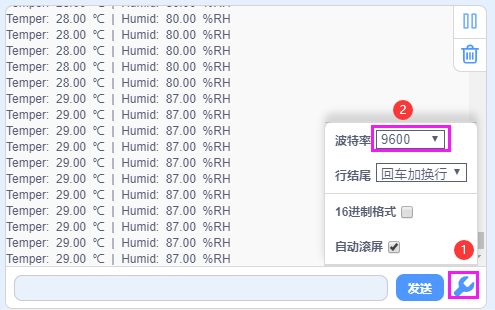 Temper: 28.00 ℃ | Humid: 80.00 %RH
Temper: 28.00 ℃ | Humid: 80.00 %RH
Temper: 28.00 ℃ | Humid: 80.00 %RH
Temper: 28.00 ℃ | Humid: 80.00 %RH
Temper: 28.00 ℃ | Humid: 80.00 %RH
Temper: 29.00 ℃ | Humid: 87.00 %RH
Temper: 29.00 ℃ | Humid: 87.00 %RH
Temper: 29.00 ℃ | Humid: 87.00 %RH
Temper: 29.00 ℃ | Humid: 87.00 %RH
Temper: 29.00 ℃ | Humid: 87.00 %RH
Temper: 29.00 ℃ | Humid: 87.00 %RH
Temper: 29.00 ℃ | Humid: 87.00 %RH
Temper: 29.00 ℃ | Humid: 87.00 %RH
Temper: 29.00 ℃ | Humid: 87.00 %RH
Temper: 29.00 ℃ | Humid: 87.00 %RH
Temper: 29.00 ℃ | Humid: 87.00 %RH
2
波特率 9600
行结尾 回车加换行
16进制格式
自动滚屏
1
发送